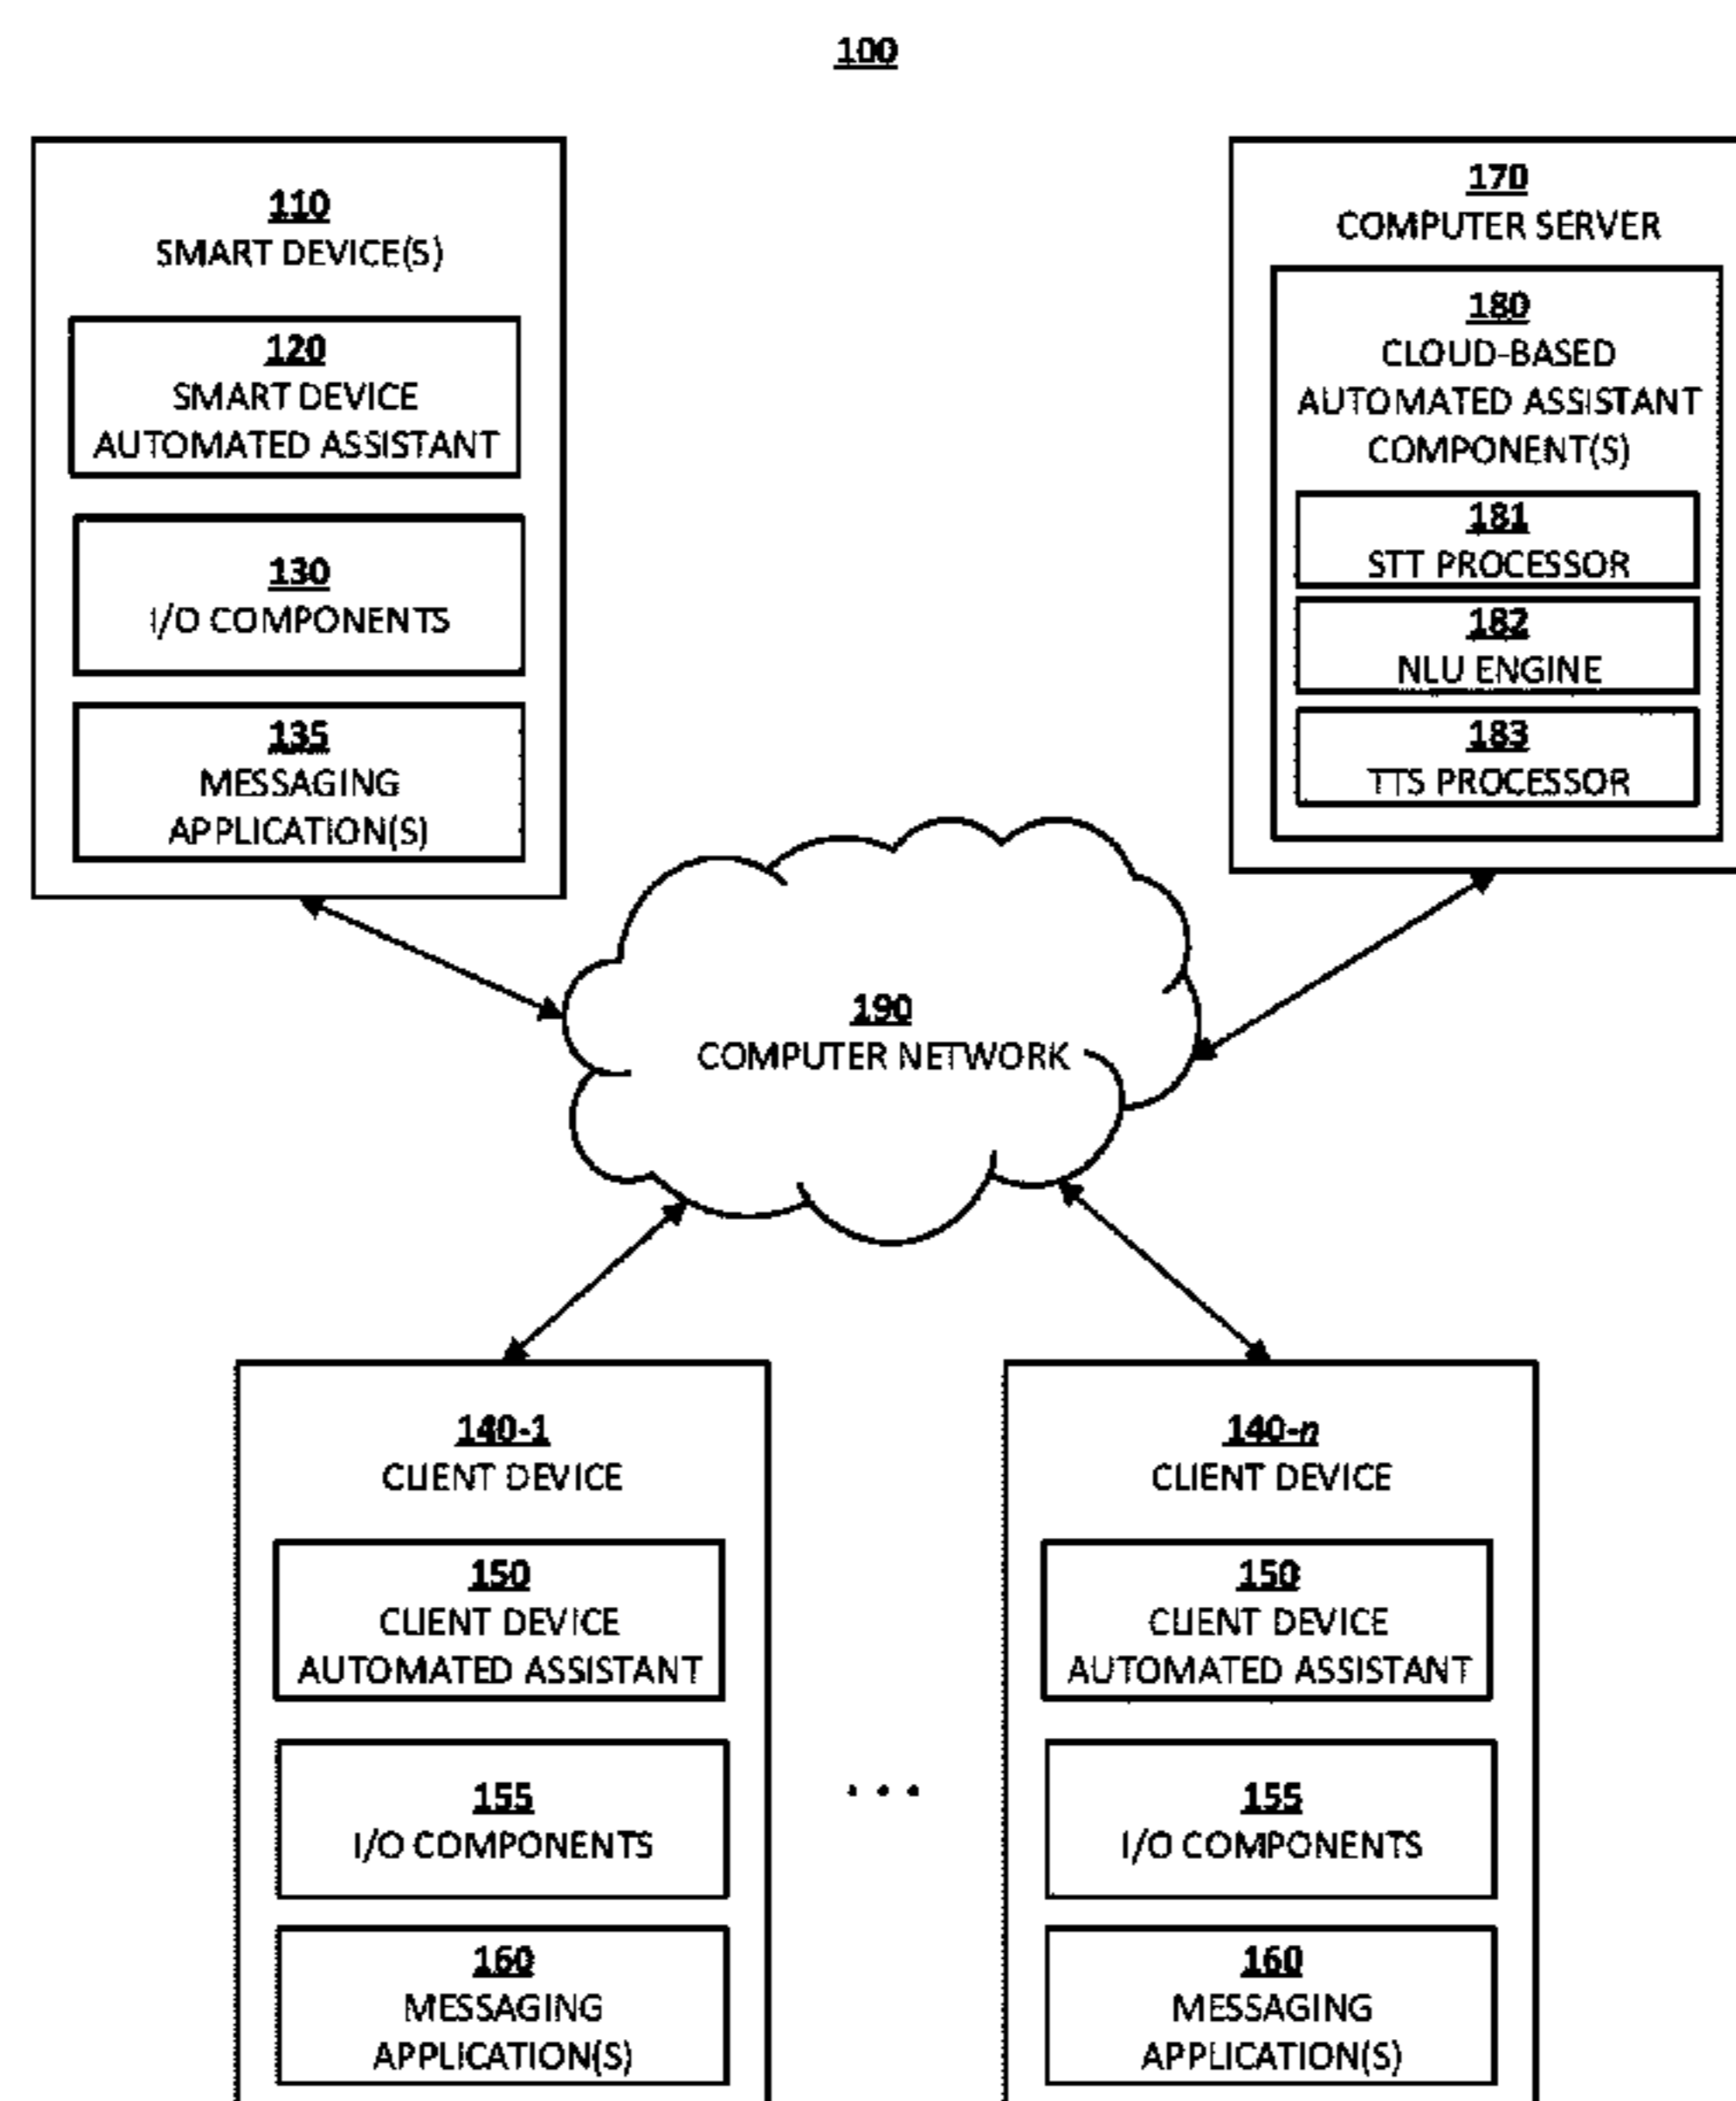 100
110
SMART DEVICE(S)
120
SMART DEVICE
AUTOMATED ASSISTANT
130
I/O COMPONENTS
135
MESSAGING
APPLICATION(S)
170
COMPUTER SERVER
180
CLOUD-BASED
AUTOMATED ASSISTANT
COMPONENT(S)
181
STT PROCESSOR
182
NLU ENGINE
183
TTS PROCESSOR
190
COMPUTER NETWORK
140-1
CLIENT DEVICE
150
CLIENT DEVICE
AUTOMATED ASSISTANT
155
I/O COMPONENTS
160
MESSAGING
APPLICATION(S)
...
140-n
CLIENT DEVICE
150
CLIENT DEVICE
AUTOMATED ASSISTANT
155
I/O COMPONENTS
160
MESSAGING
APPLICATION(S)